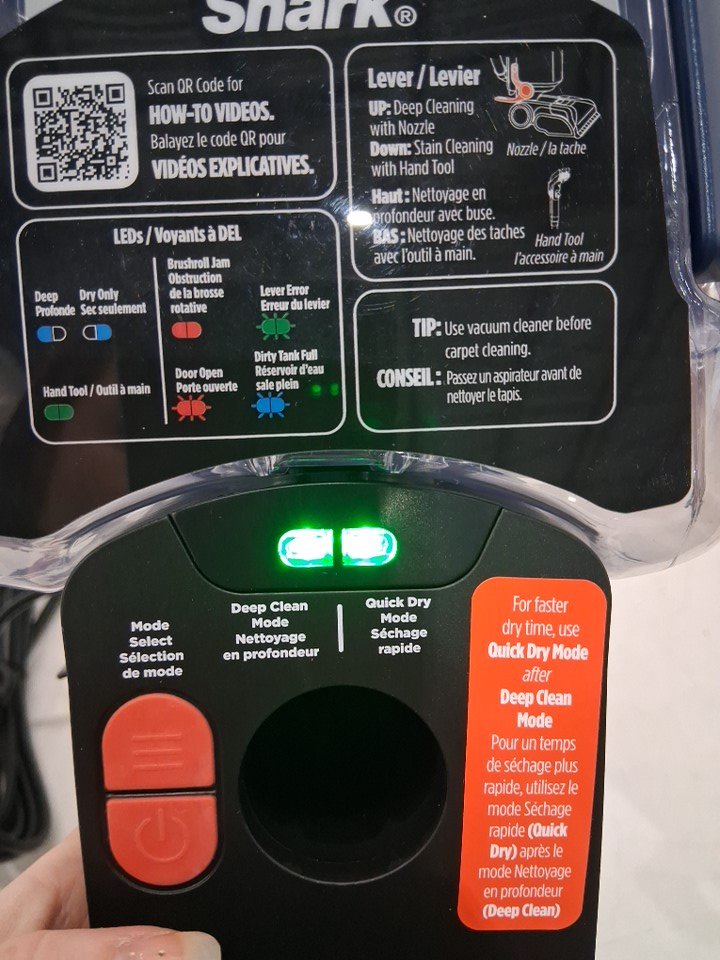 Shark®
Scan QR Code for
HOW-TO VIDEOS.
Balayez le code QR pour
VIDÉOS EXPLICATIVES.
Lever / Levier
UP: Deep Cleaning
with Nozzle
Down: Stain Cleaning
with Hand Tool
Haut : Nettoyage en
profondeur avec buse.
BAS : Nettoyage des taches
avec l'outil à main.
Nozzle / la tache
Hand Tool
l'accessoire à main
LEDs / Voyants à DEL
Deep
Profonde
Dry Only
Sec seulement
Hand Tool / Outil à main
Brushroll Jam
Obstruction
de la brosse
rotative
Lever Error
Erreur du levier
Door Open
Porte ouverte
Dirty Tank Full
Réservoir d'eau
sale plein
TIP: Use vacuum cleaner before
carpet cleaning.
CONSEIL : Passez un aspirateur avant de
nettoyer le tapis.
Mode
Select
Sélection
de mode
Deep Clean
Mode
Nettoyage
en profondeur
Quick Dry
Mode
Séchage
rapide
For faster
dry time, use
Quick Dry Mode
after
Deep Clean
Mode
Pour un temps
de séchage plus
rapide, utilisez le
mode Séchage
rapide (Quick
Dry) après le
mode Nettoyage
en profondeur
(Deep Clean)